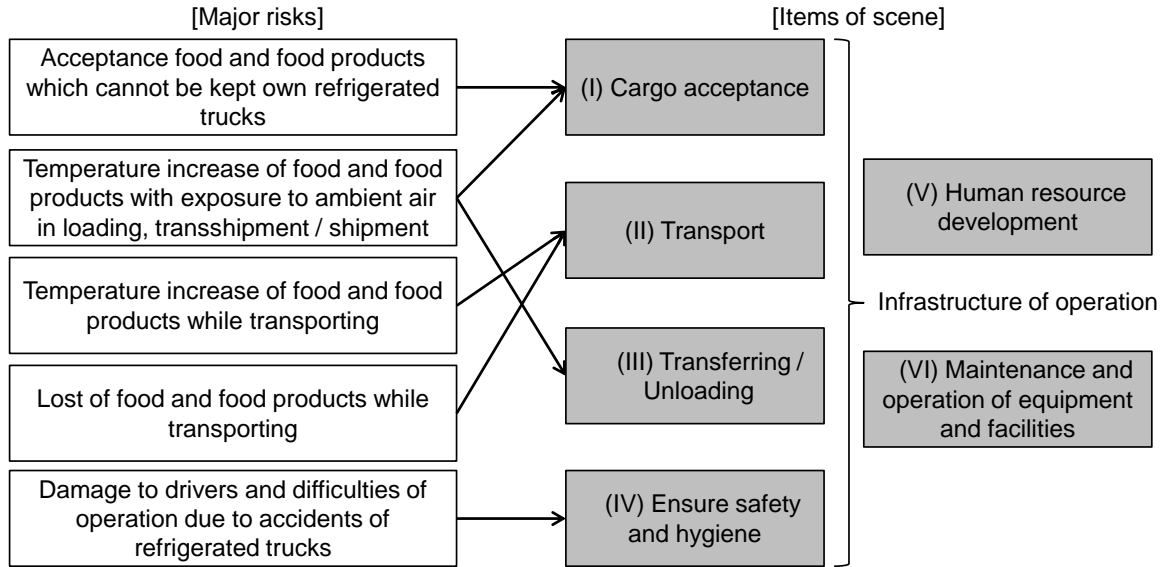 [Major risks]
[Items of scene]
Acceptance food and food products
which cannot be kept own refrigerated
trucks
Temperature increase of food and food
products with exposure to ambient air
in loading, transshipment / shipment
Temperature increase of food and food
products while transporting
Lost of food and food products while
transporting
Damage to drivers and difficulties of
operation due to accidents of
refrigerated trucks
(I) Cargo acceptance
(II) Transport
(III) Transferring /
Unloading
(IV) Ensure safety
and hygiene
(V) Human resource
development
Infrastructure of operation
(VI) Maintenance and
operation of equipment
and facilities